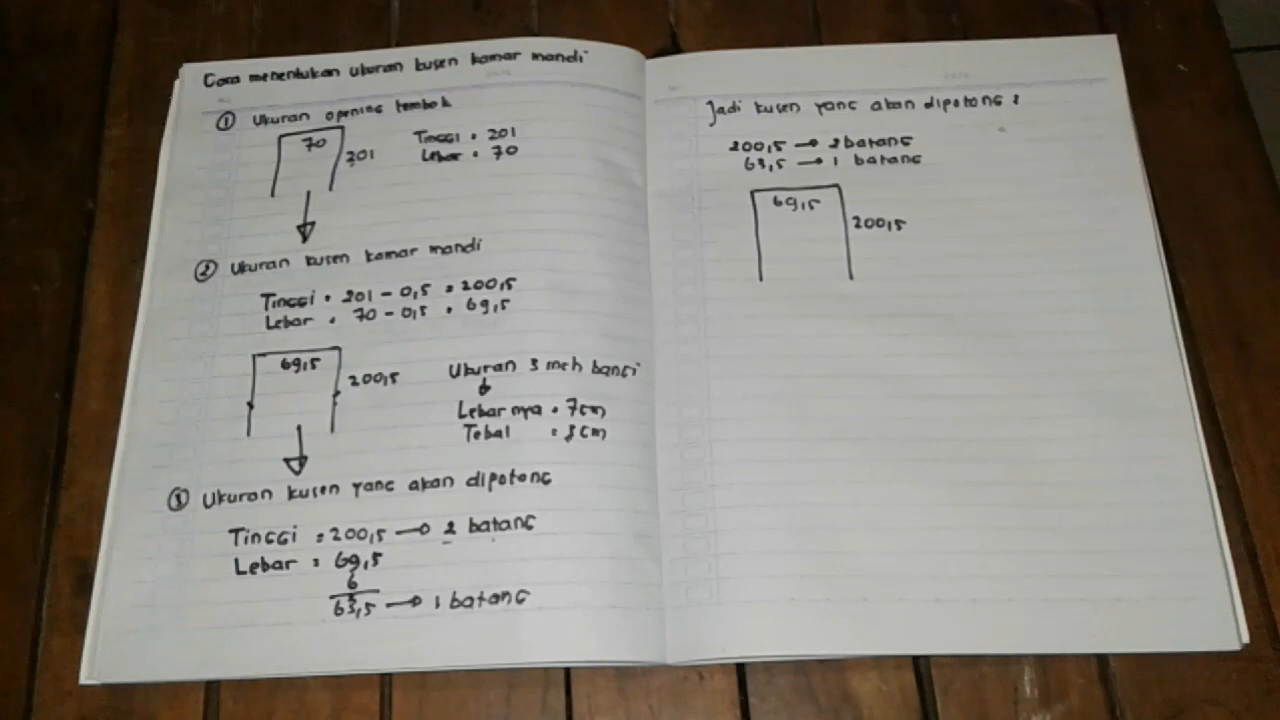 Cara menentukan ukuran kusen kamar mandi
① Ukuran opening tembok
70
201
Tinggi = 201
Lebar = 70
② Ukuran kusen kamar mandi
Tinggi = 201 - 0,5 = 200,5
Lebar = 70 - 0,5 = 69,5
69,5
200,5
Ukuran 3 inch banci
Lebarnya = 7cm
Tebal = 3cm
③ Ukuran kusen yang akan dipotong
Tinggi = 200,5 → 2 batang
Lebar = 69,5
6
63,5 → 1 batang
Jadi kusen yang akan dipotong :
200,5 → 2 batang
63,5 → 1 batang
69,5
200,5